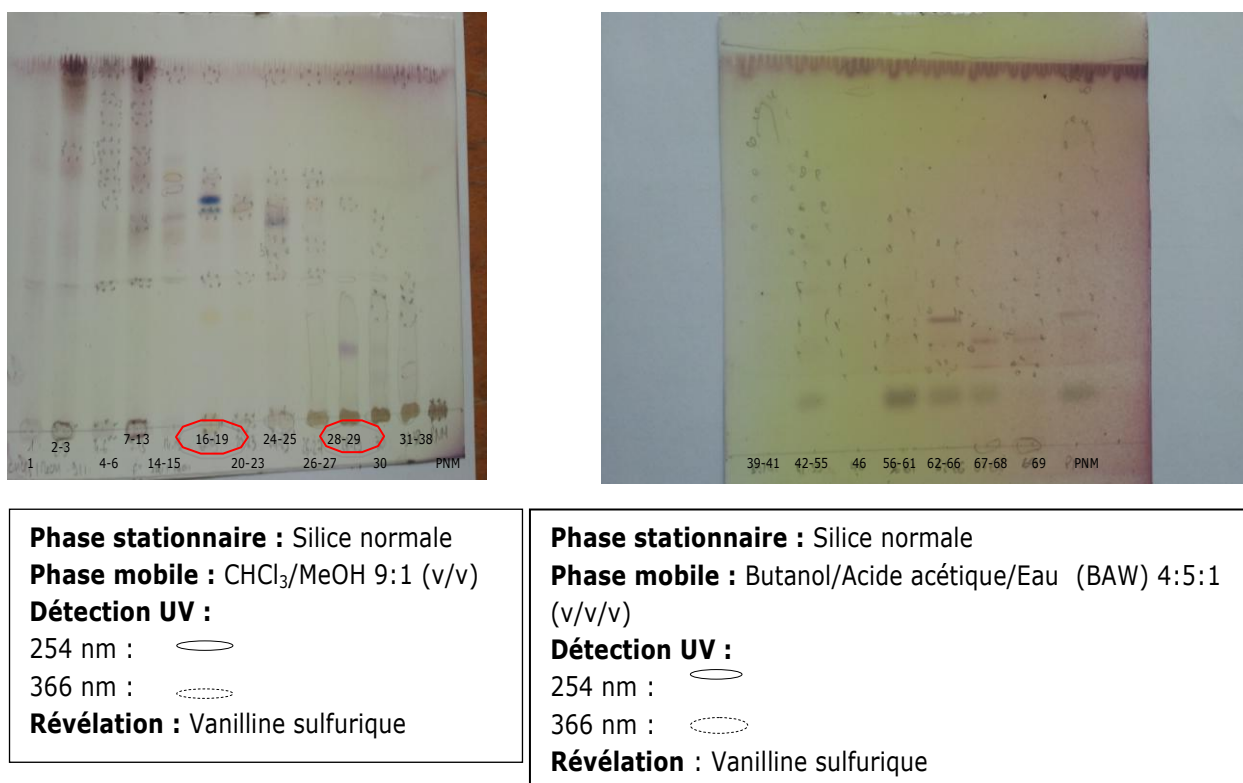 2-3 7-13 16-19 24-25 28-29 31-38
1 4-6 14-15 20-23 26-27 30 PNM
39-41 42-55 46 56-61 62-66 67-68 69 PNM
Phase stationnaire : Silice normale
Phase mobile : CHCl₃/MeOH 9:1 (v/v)
Détection UV :
254 nm :
366 nm :
Révélation : Vanilline sulfurique
Phase stationnaire : Silice normale
Phase mobile : Butanol/Acide acétique/Eau (BAW) 4:5:1
(v/v/v)
Détection UV :
254 nm :
366 nm :
Révélation : Vanilline sulfurique